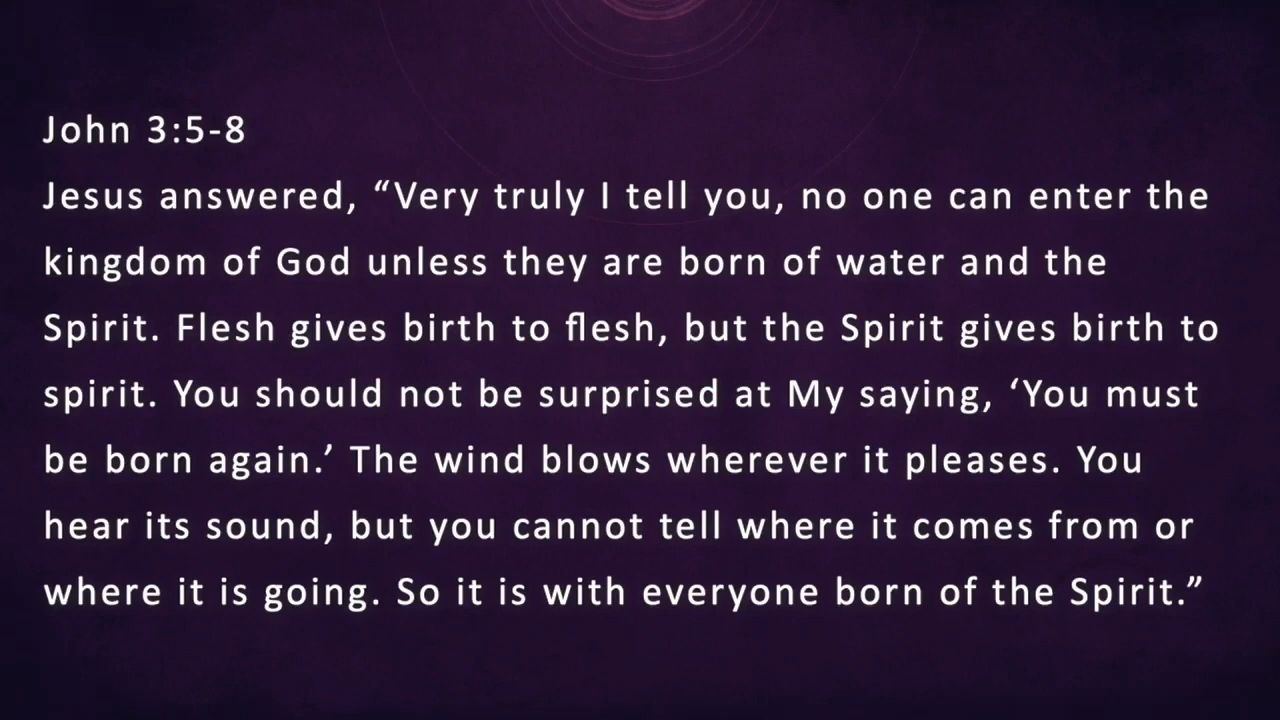 John 3:5-8
Jesus answered, “Very truly I tell you, no one can enter the
kingdom of God unless they are born of water and the
Spirit. Flesh gives birth to flesh, but the Spirit gives birth to
spirit. You should not be surprised at My saying, ‘You must
be born again.’ The wind blows wherever it pleases. You
hear its sound, but you cannot tell where it comes from or
where it is going. So it is with everyone born of the Spirit.”